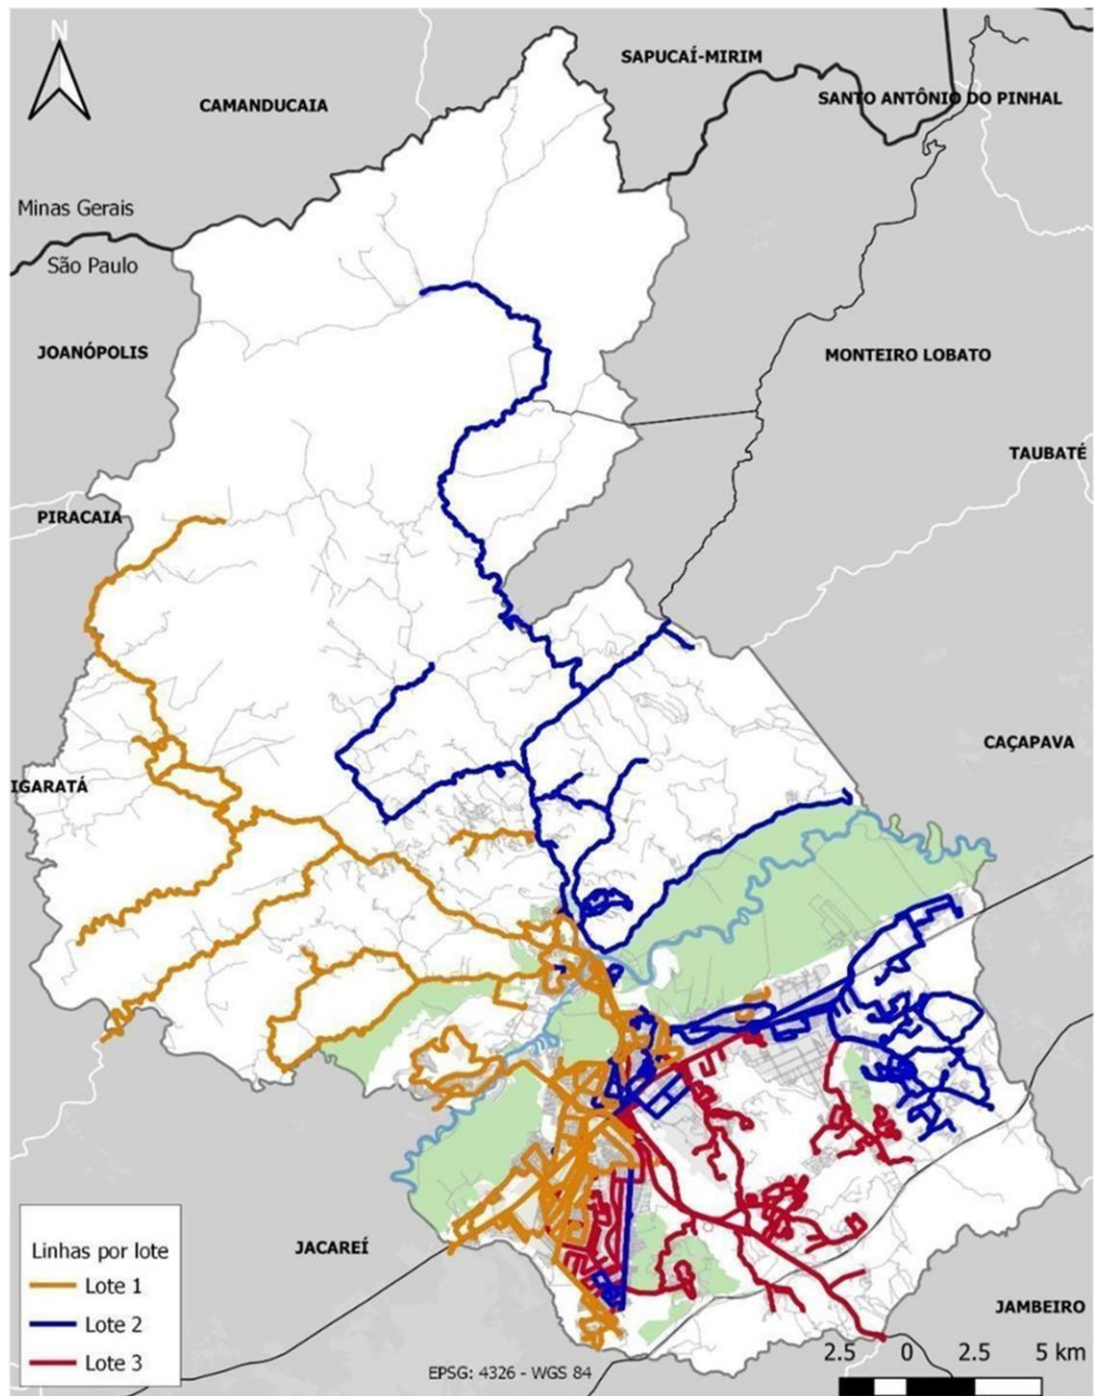 N
SAPUCAÍ-MIRIM
SANTO ANTÔNIO DO PINHAL
CAMANDUCAIA
Minas Gerais
São Paulo
JOANÓPOLIS
MONTEIRO LOBATO
TAUBATÉ
PIRACAIA
CAÇAPAVA
IGARATÁ
JACAREÍ
JAMBEIRO
Linhas por lote
Lote 1
Lote 2
Lote 3
2.5 0 2.5 5 km
EPSG: 4326 - WGS 84